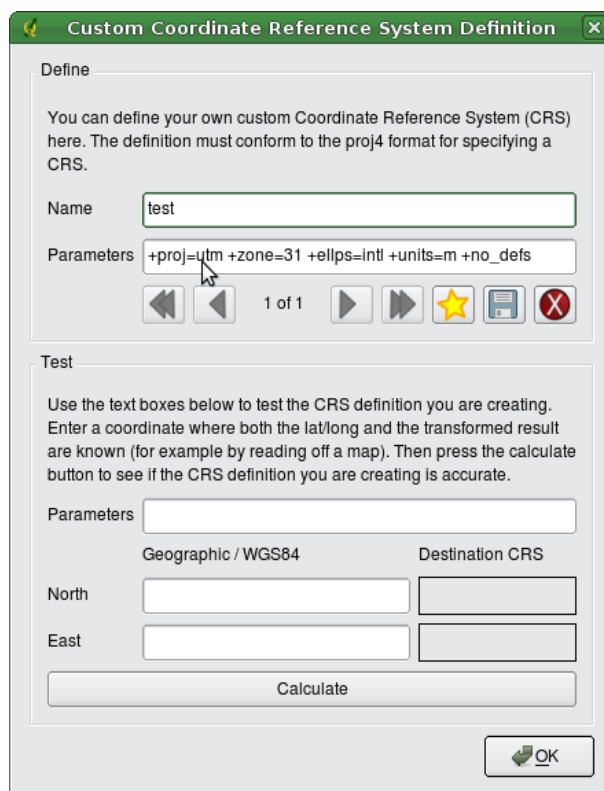 Custom Coordinate Reference System Definition
Define
You can define your own custom Coordinate Reference System (CRS)
here. The definition must conform to the proj4 format for specifying a
CRS.
Name test
Parameters +proj=utm +zone=31 +ellps=intl +units=m +no_defs
1 of 1
Test
Use the text boxes below to test the CRS definition you are creating.
Enter a coordinate where both the lat/long and the transformed result
are known (for example by reading off a map). Then press the calculate
button to see if the CRS definition you are creating is accurate.
Parameters
Geographic / WGS84 Destination CRS
North
East
Calculate
OK